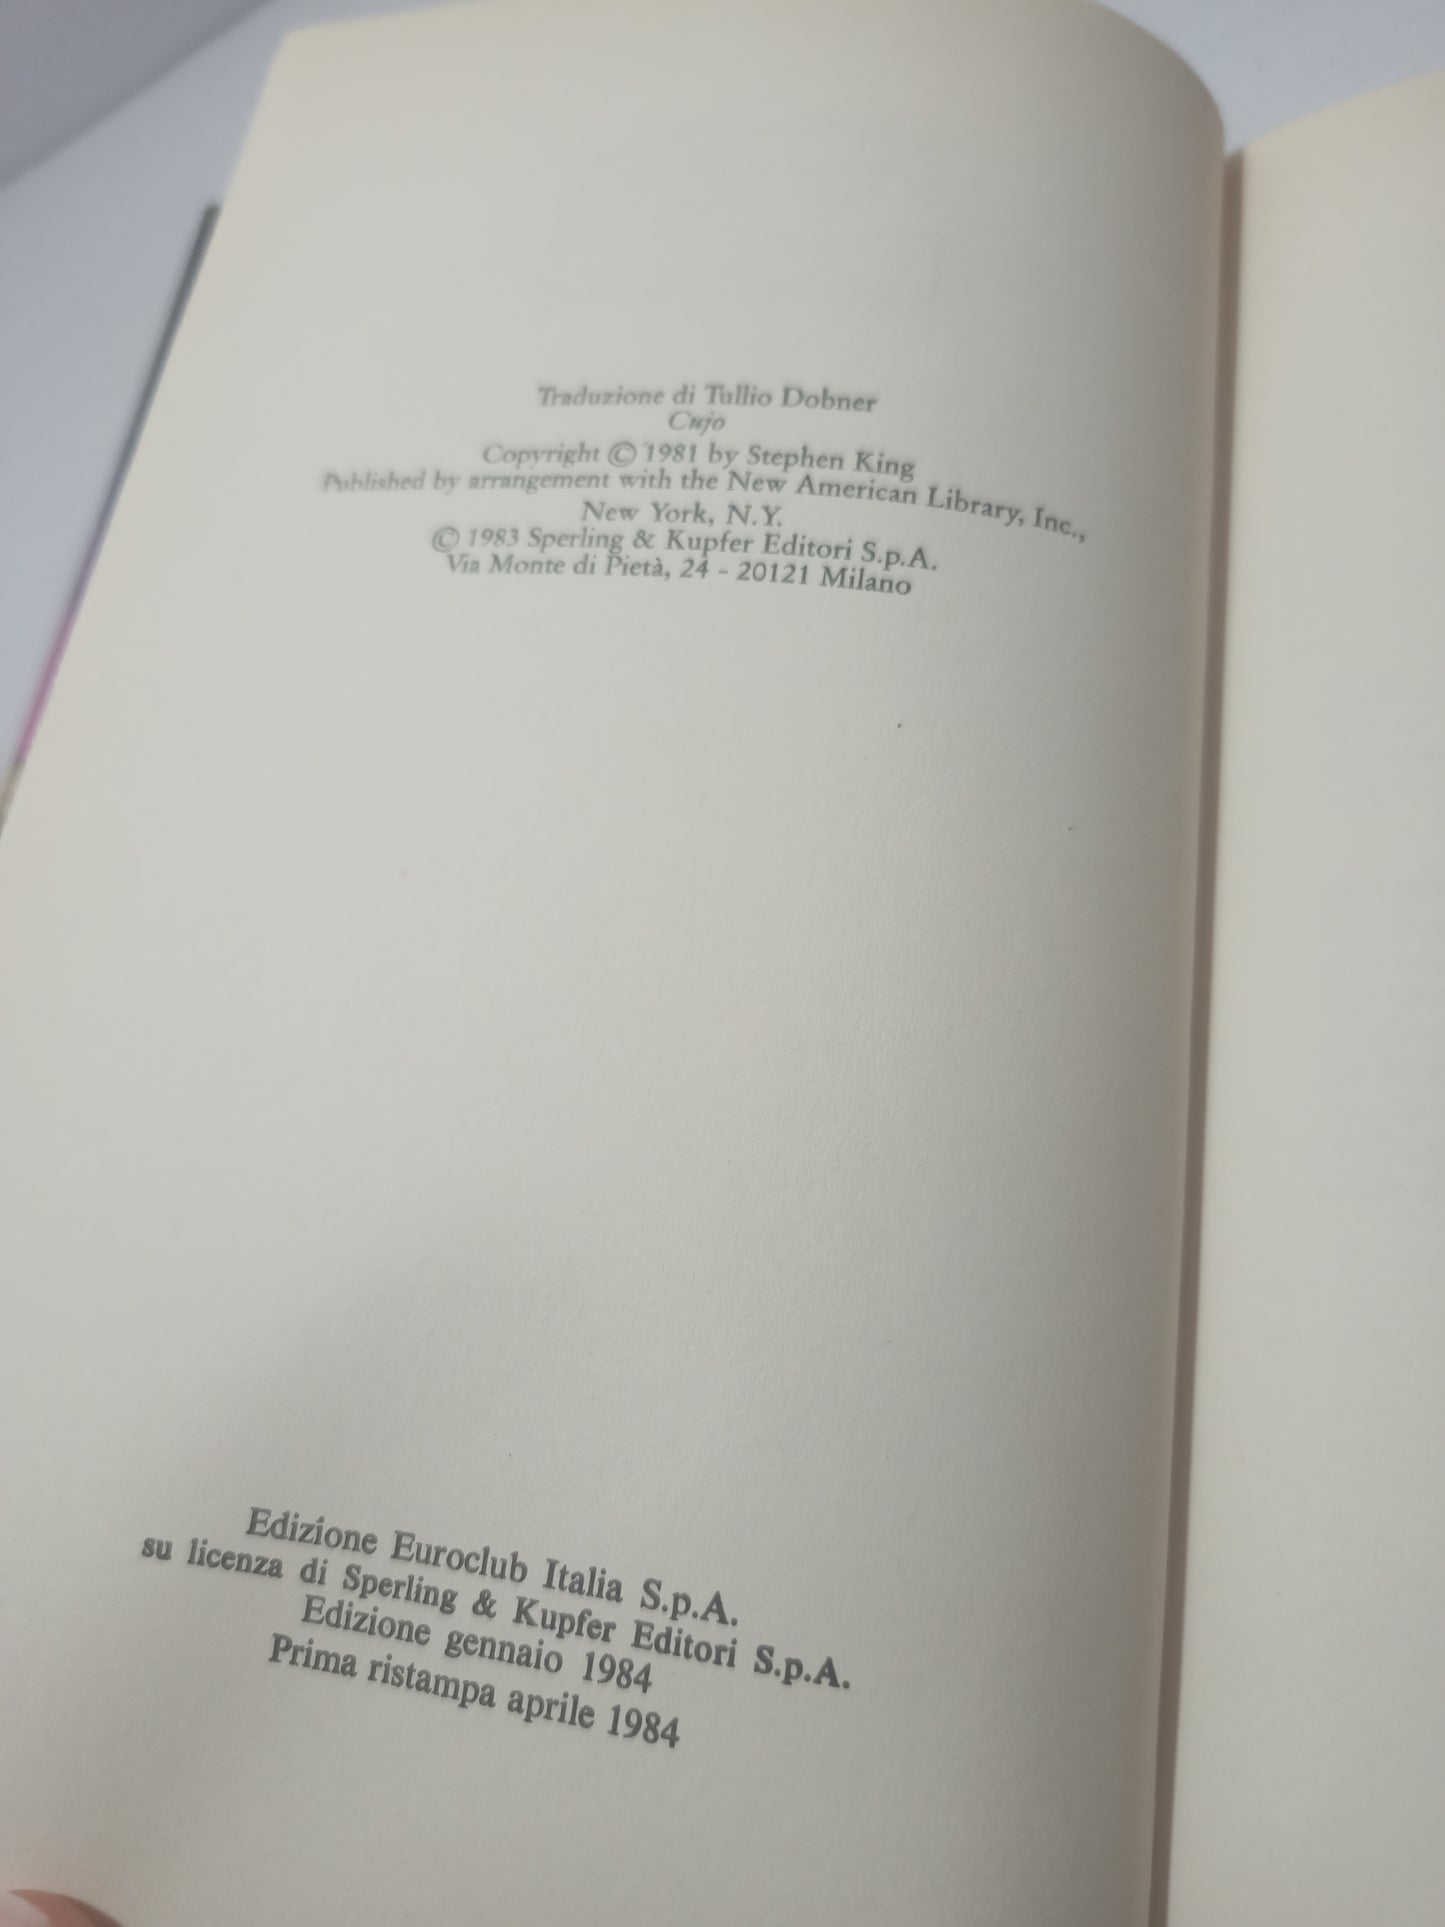 Traduzione di Tullio Dobner
Cujo
Copyright © 1981 by Stephen King
Published by arrangement with the New American Library, Inc.,
New York, N.Y.
© 1983 Sperling & Kupfer Editori S.p.A.
Via Monte di Pietà, 24 - 20121 Milano
Edizione Euroclub Italia S.p.A.
su licenza di Sperling & Kupfer Editori S.p.A.
Edizione gennaio 1984
Prima ristampa aprile 1984